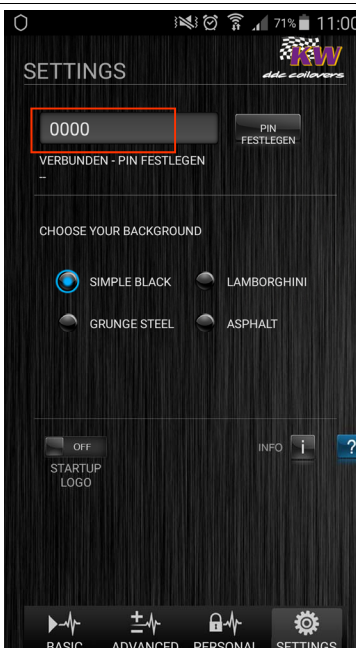 71% 11:00
SETTINGS
KW
ddc coilovers
0000
PIN
FESTLEGEN
VERBUNDEN - PIN FESTLEGEN
--
CHOOSE YOUR BACKGROUND
SIMPLE BLACK
LAMBORGHINI
GRUNGE STEEL
ASPHALT
OFF
INFO i ?
STARTUP
LOGO
BASIC ADVANCED PERSONAL SETTINGS